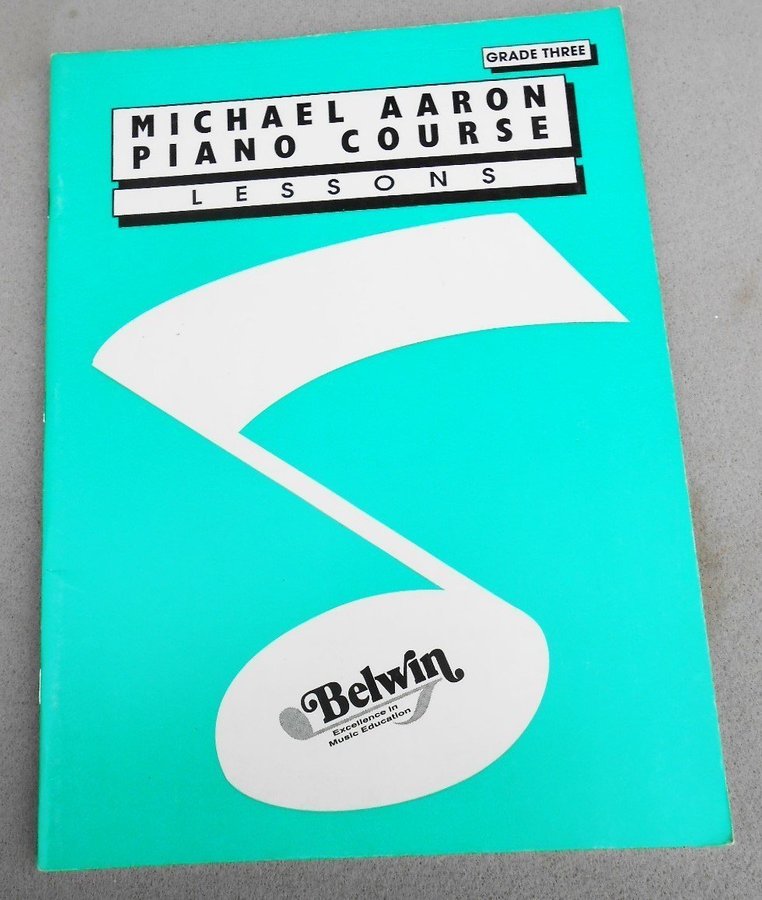 GRADE THREE
MICHAEL AARON
PIANO COURSE
LESSONS
Belwin
Excellence in
Music Education